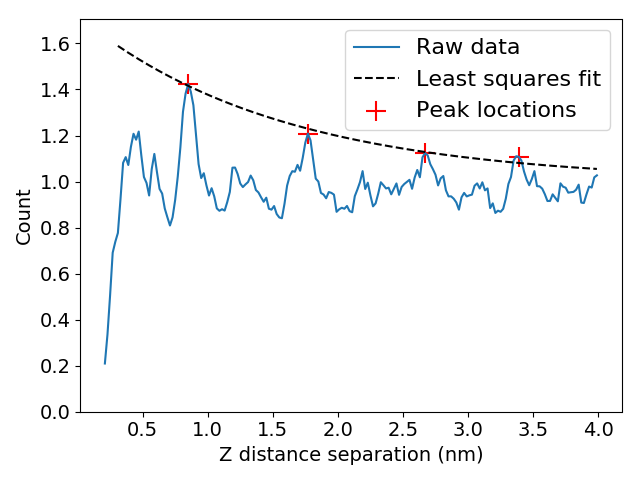 Raw data
Least squares fit
Peak locations
1.6
1.4
1.2
1.0
0.8
0.6
0.4
0.2
0.0
Count
0.5 1.0 1.5 2.0 2.5 3.0 3.5 4.0
Z distance separation (nm)